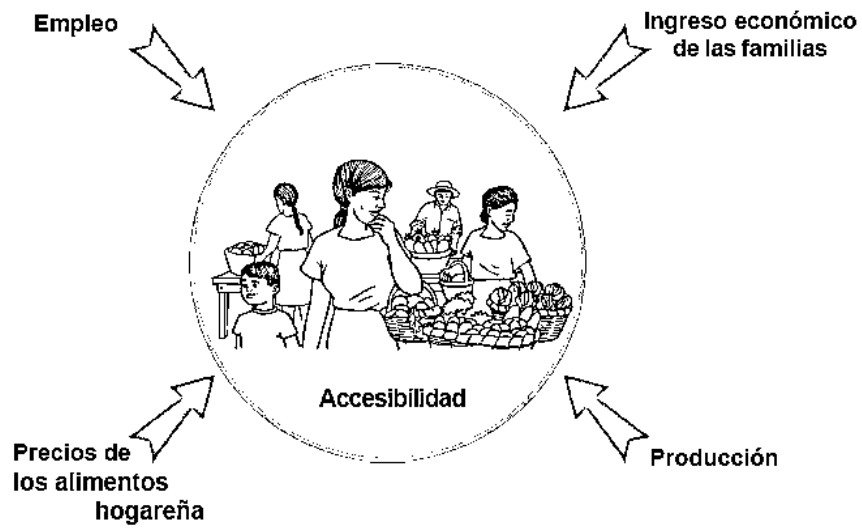 Empleo
Ingreso económico
de las familias
Accesibilidad
Precios de
los alimentos
hogareña
Producción